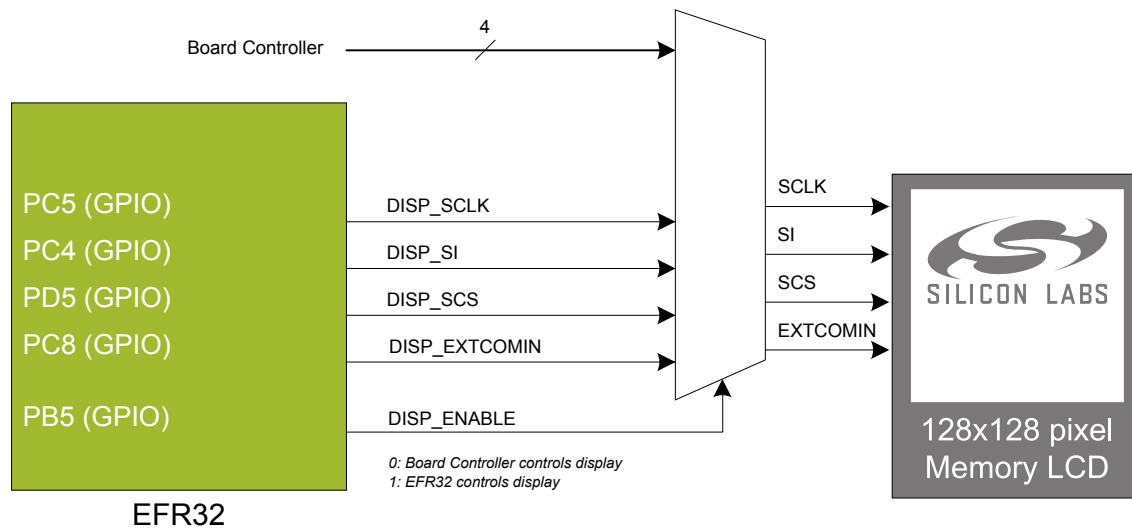 4
Board Controller
PC5 (GPIO)
DISP_SCLK
SCLK
PC4 (GPIO)
DISP_SI
SI
PD5 (GPIO)
DISP_SCS
SCS
PC8 (GPIO)
DISP_EXTCOMIN
EXTCOMIN
SILICON LABS
PB5 (GPIO)
DISP_ENABLE
128x128 pixel
Memory LCD
0: Board Controller controls display
1: EFR32 controls display
EFR32